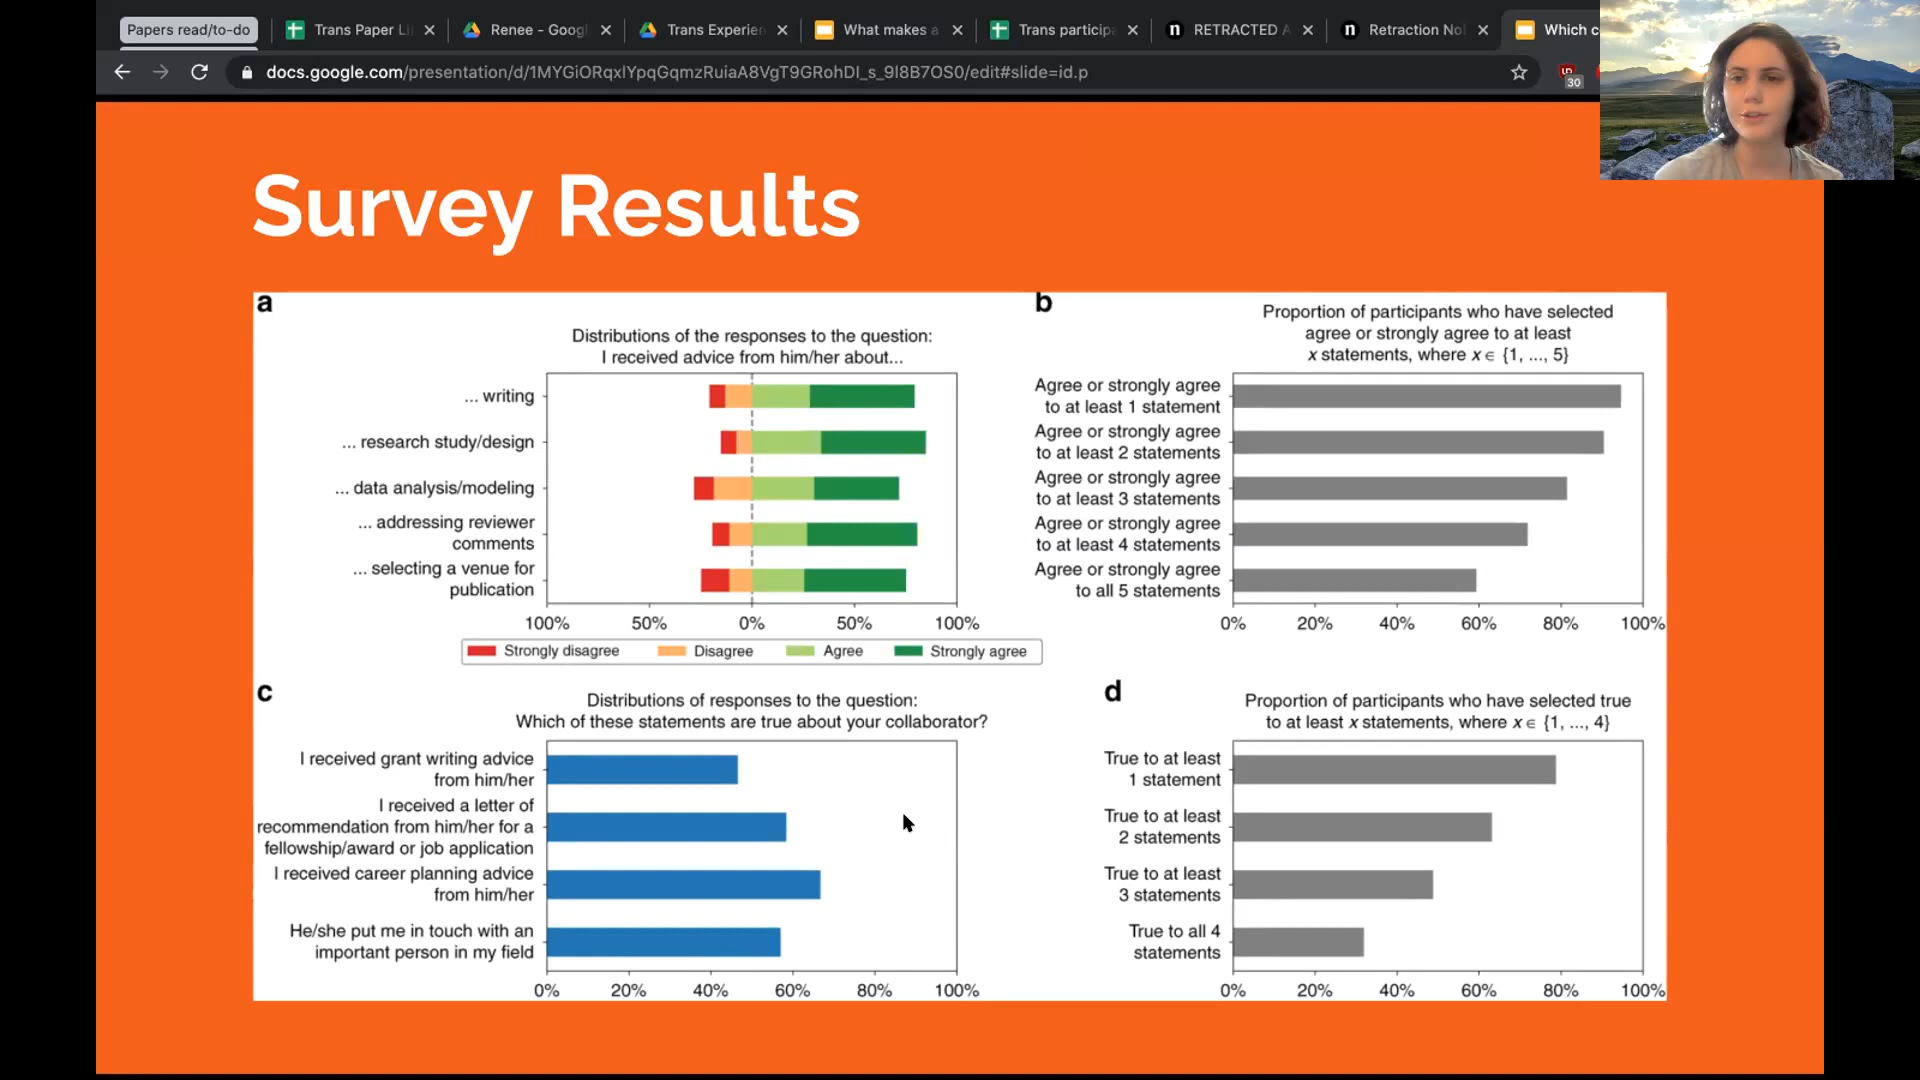 Papers read/to-do
Trans Paper Li
Renee - Goog
Trans Experien
What makes a
Trans particip
RETRACTED A
Retraction No
Which c
docs.google.com/presentation/d/1MYGiORqxlYpqGqmzRuiaA8VgT9GRohDI_s_9I8B7OS0/edit#slide=id.p
30
Survey Results
a
Distributions of the responses to the question:
I received advice from him/her about...
... writing
... research study/design
... data analysis/modeling
... addressing reviewer
comments
... selecting a venue for
publication
100% 50% 0% 50% 100%
Strongly disagree Disagree Agree Strongly agree
b
Proportion of participants who have selected
agree or strongly agree to at least
x statements, where x ∈ {1, ..., 5}
Agree or strongly agree
to at least 1 statement
Agree or strongly agree
to at least 2 statements
Agree or strongly agree
to at least 3 statements
Agree or strongly agree
to at least 4 statements
Agree or strongly agree
to all 5 statements
0% 20% 40% 60% 80% 100%
c
Distributions of responses to the question:
Which of these statements are true about your collaborator?
I received grant writing advice
from him/her
I received a letter of
recommendation from him/her for a
fellowship/award or job application
I received career planning advice
from him/her
He/she put me in touch with an
important person in my field
0% 20% 40% 60% 80% 100%
d
Proportion of participants who have selected true
to at least x statements, where x ∈ {1, ..., 4}
True to at least
1 statement
True to at least
2 statements
True to at least
3 statements
True to all 4
statements
0% 20% 40% 60% 80% 100%